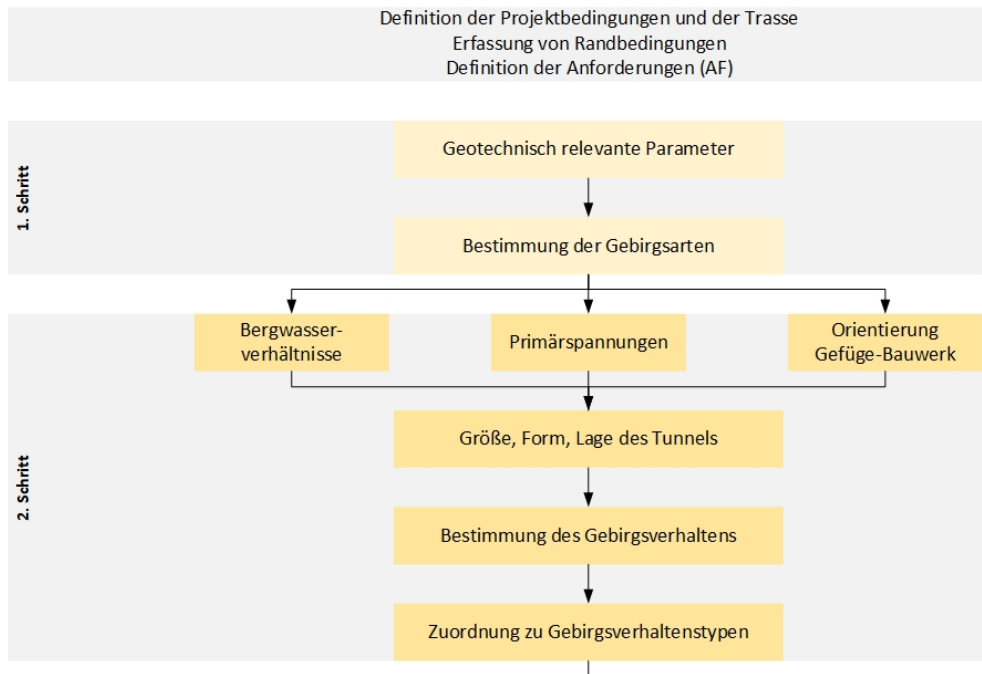 Definition der Projektbedingungen und der Trasse
Erfassung von Randbedingungen
Definition der Anforderungen (AF)
1. Schritt
Geotechnisch relevante Parameter
Bestimmung der Gebirgsarten
2. Schritt
Bergwasser-
verhältnisse
Primärspannungen
Orientierung
Gefüge-Bauwerk
Größe, Form, Lage des Tunnels
Bestimmung des Gebirgsverhaltens
Zuordnung zu Gebirgsverhaltenstypen